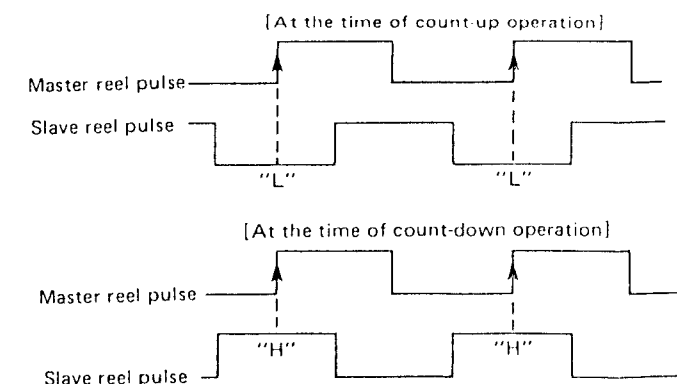 [At the time of count-up operation]
Master reel pulse
Slave reel pulse
"L" "L"
[At the time of count-down operation]
Master reel pulse
"H" "H"
Slave reel pulse